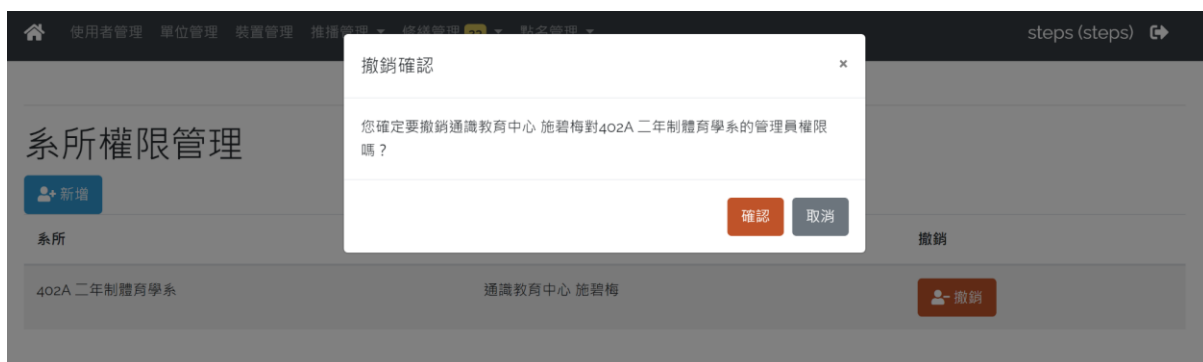 使用者管理 單位管理 裝置管理 推播管理 修繕管理 點名管理 steps (steps)
撤銷確認 ×
您確定要撤銷通識教育中心 施碧梅對402A 二年制體育學系的管理員權限
嗎？
確認 取消
系所權限管理
新增
系所 撤銷
402A 二年制體育學系 通識教育中心 施碧梅 撤銷